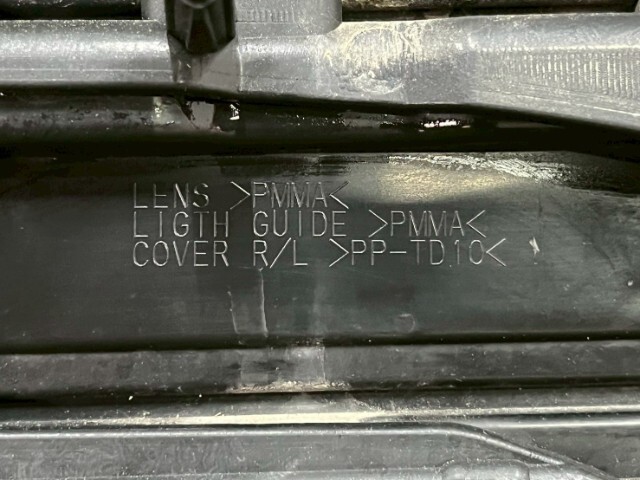 LENS >PMMA<
LIGTH GUIDE >PMMA<
COVER R/L >PP-TD10<